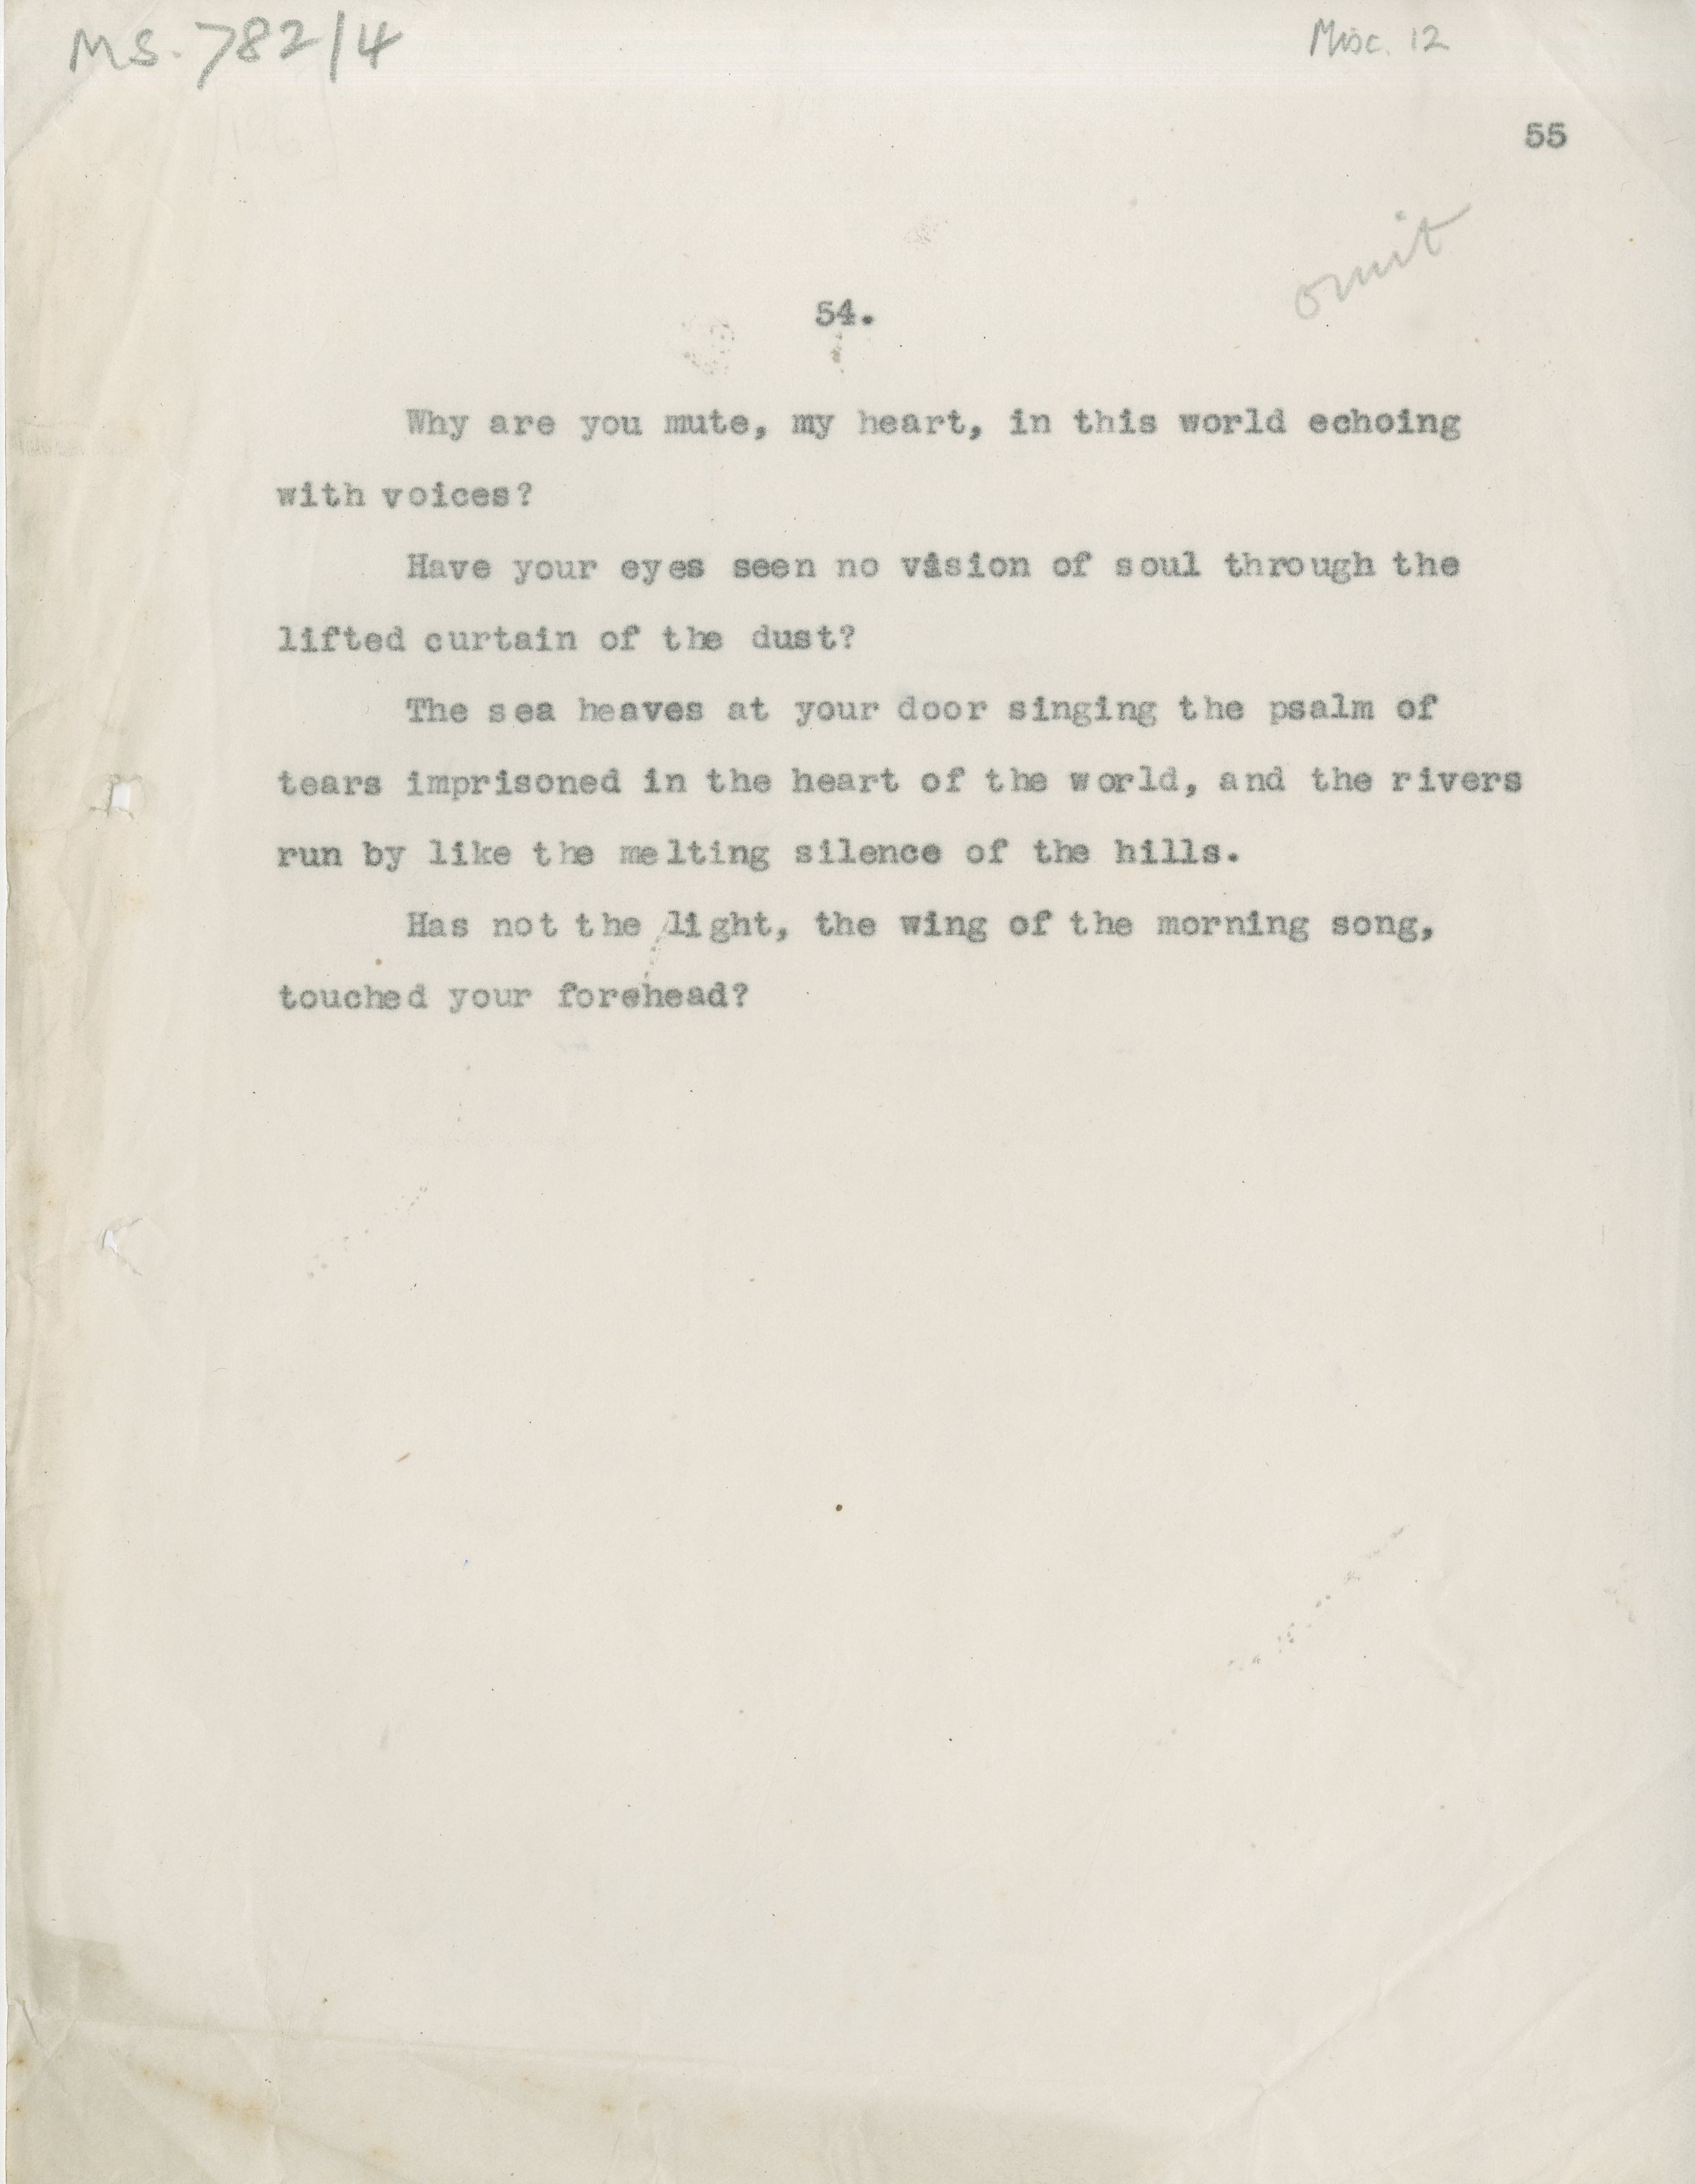 MS. 782/4
Misc. 12
55
omit
54.
Why are you mute, my heart, in this world echoing
with voices?
Have your eyes seen no vision of soul through the
lifted curtain of the dust?
The sea heaves at your door singing the psalm of
tears imprisoned in the heart of the world, and the rivers
run by like the melting silence of the hills.
Has not the light, the wing of the morning song,
touched your forehead?